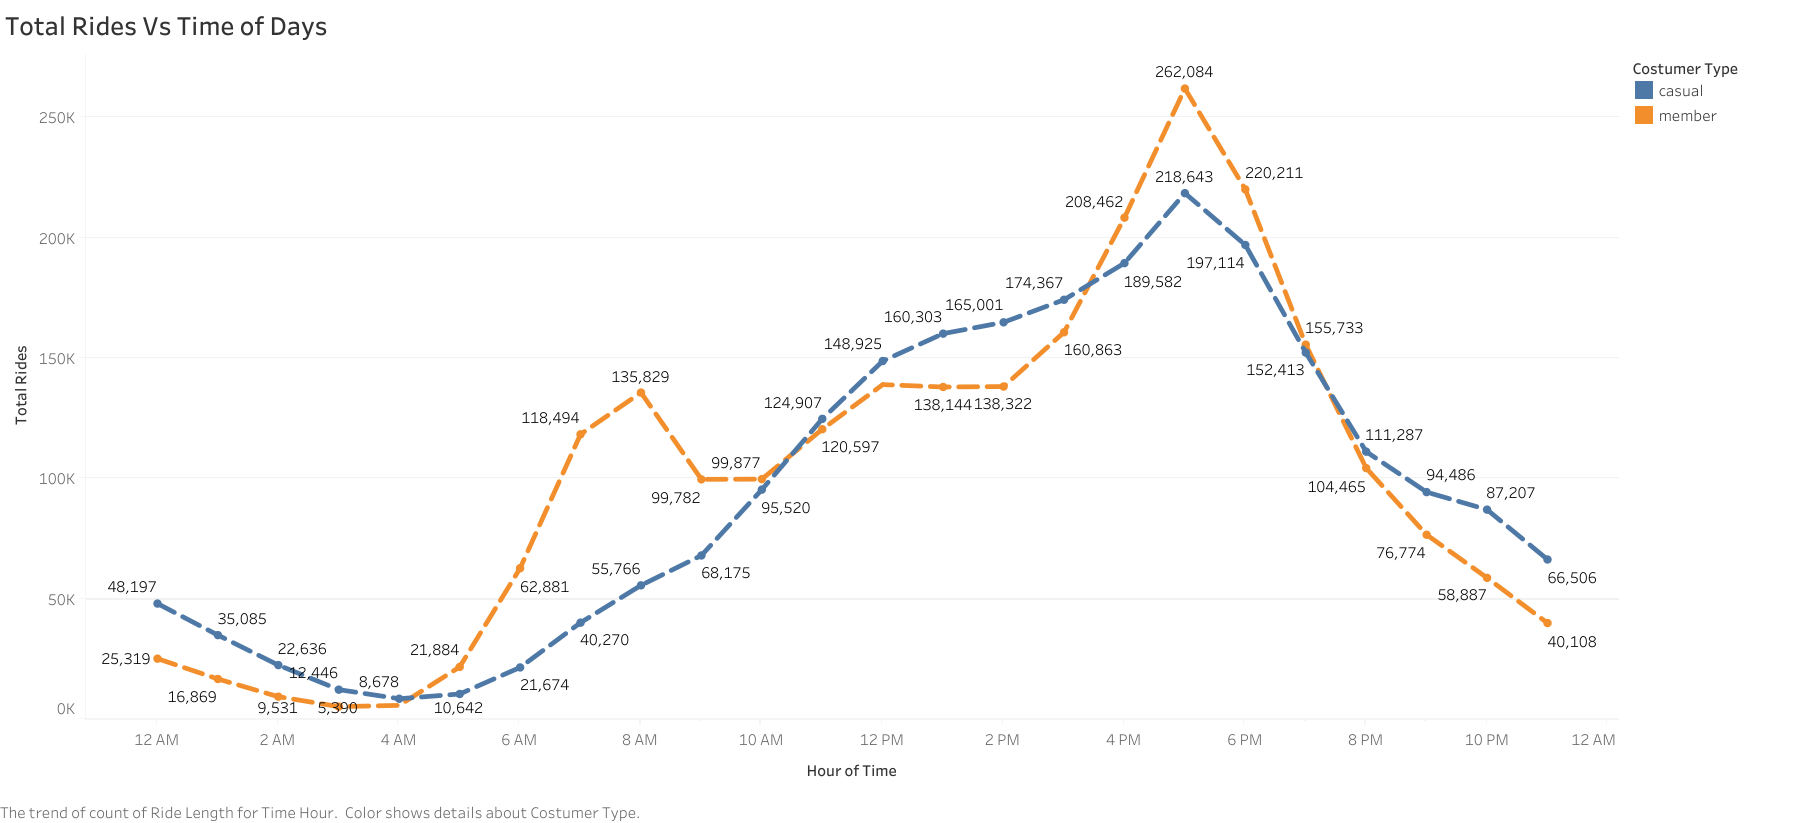 Total Rides Vs Time of Days
Costumer Type
casual
member
Total Rides
250K
200K
150K
100K
50K
0K
262,084
218,643
220,211
208,462
197,114
189,582
174,367
165,001
160,303
160,863
155,733
152,413
148,925
138,144
138,322
135,829
124,907
120,597
118,494
111,287
104,465
99,877
99,782
95,520
94,486
87,207
76,774
68,175
66,506
62,881
58,887
55,766
48,197
40,270
40,108
35,085
25,319
22,636
21,884
21,674
16,869
12,446
8,678
9,531
5,390
10,642
12 AM
2 AM
4 AM
6 AM
8 AM
10 AM
12 PM
2 PM
4 PM
6 PM
8 PM
10 PM
12 AM
Hour of Time
The trend of count of Ride Length for Time Hour. Color shows details about Costumer Type.